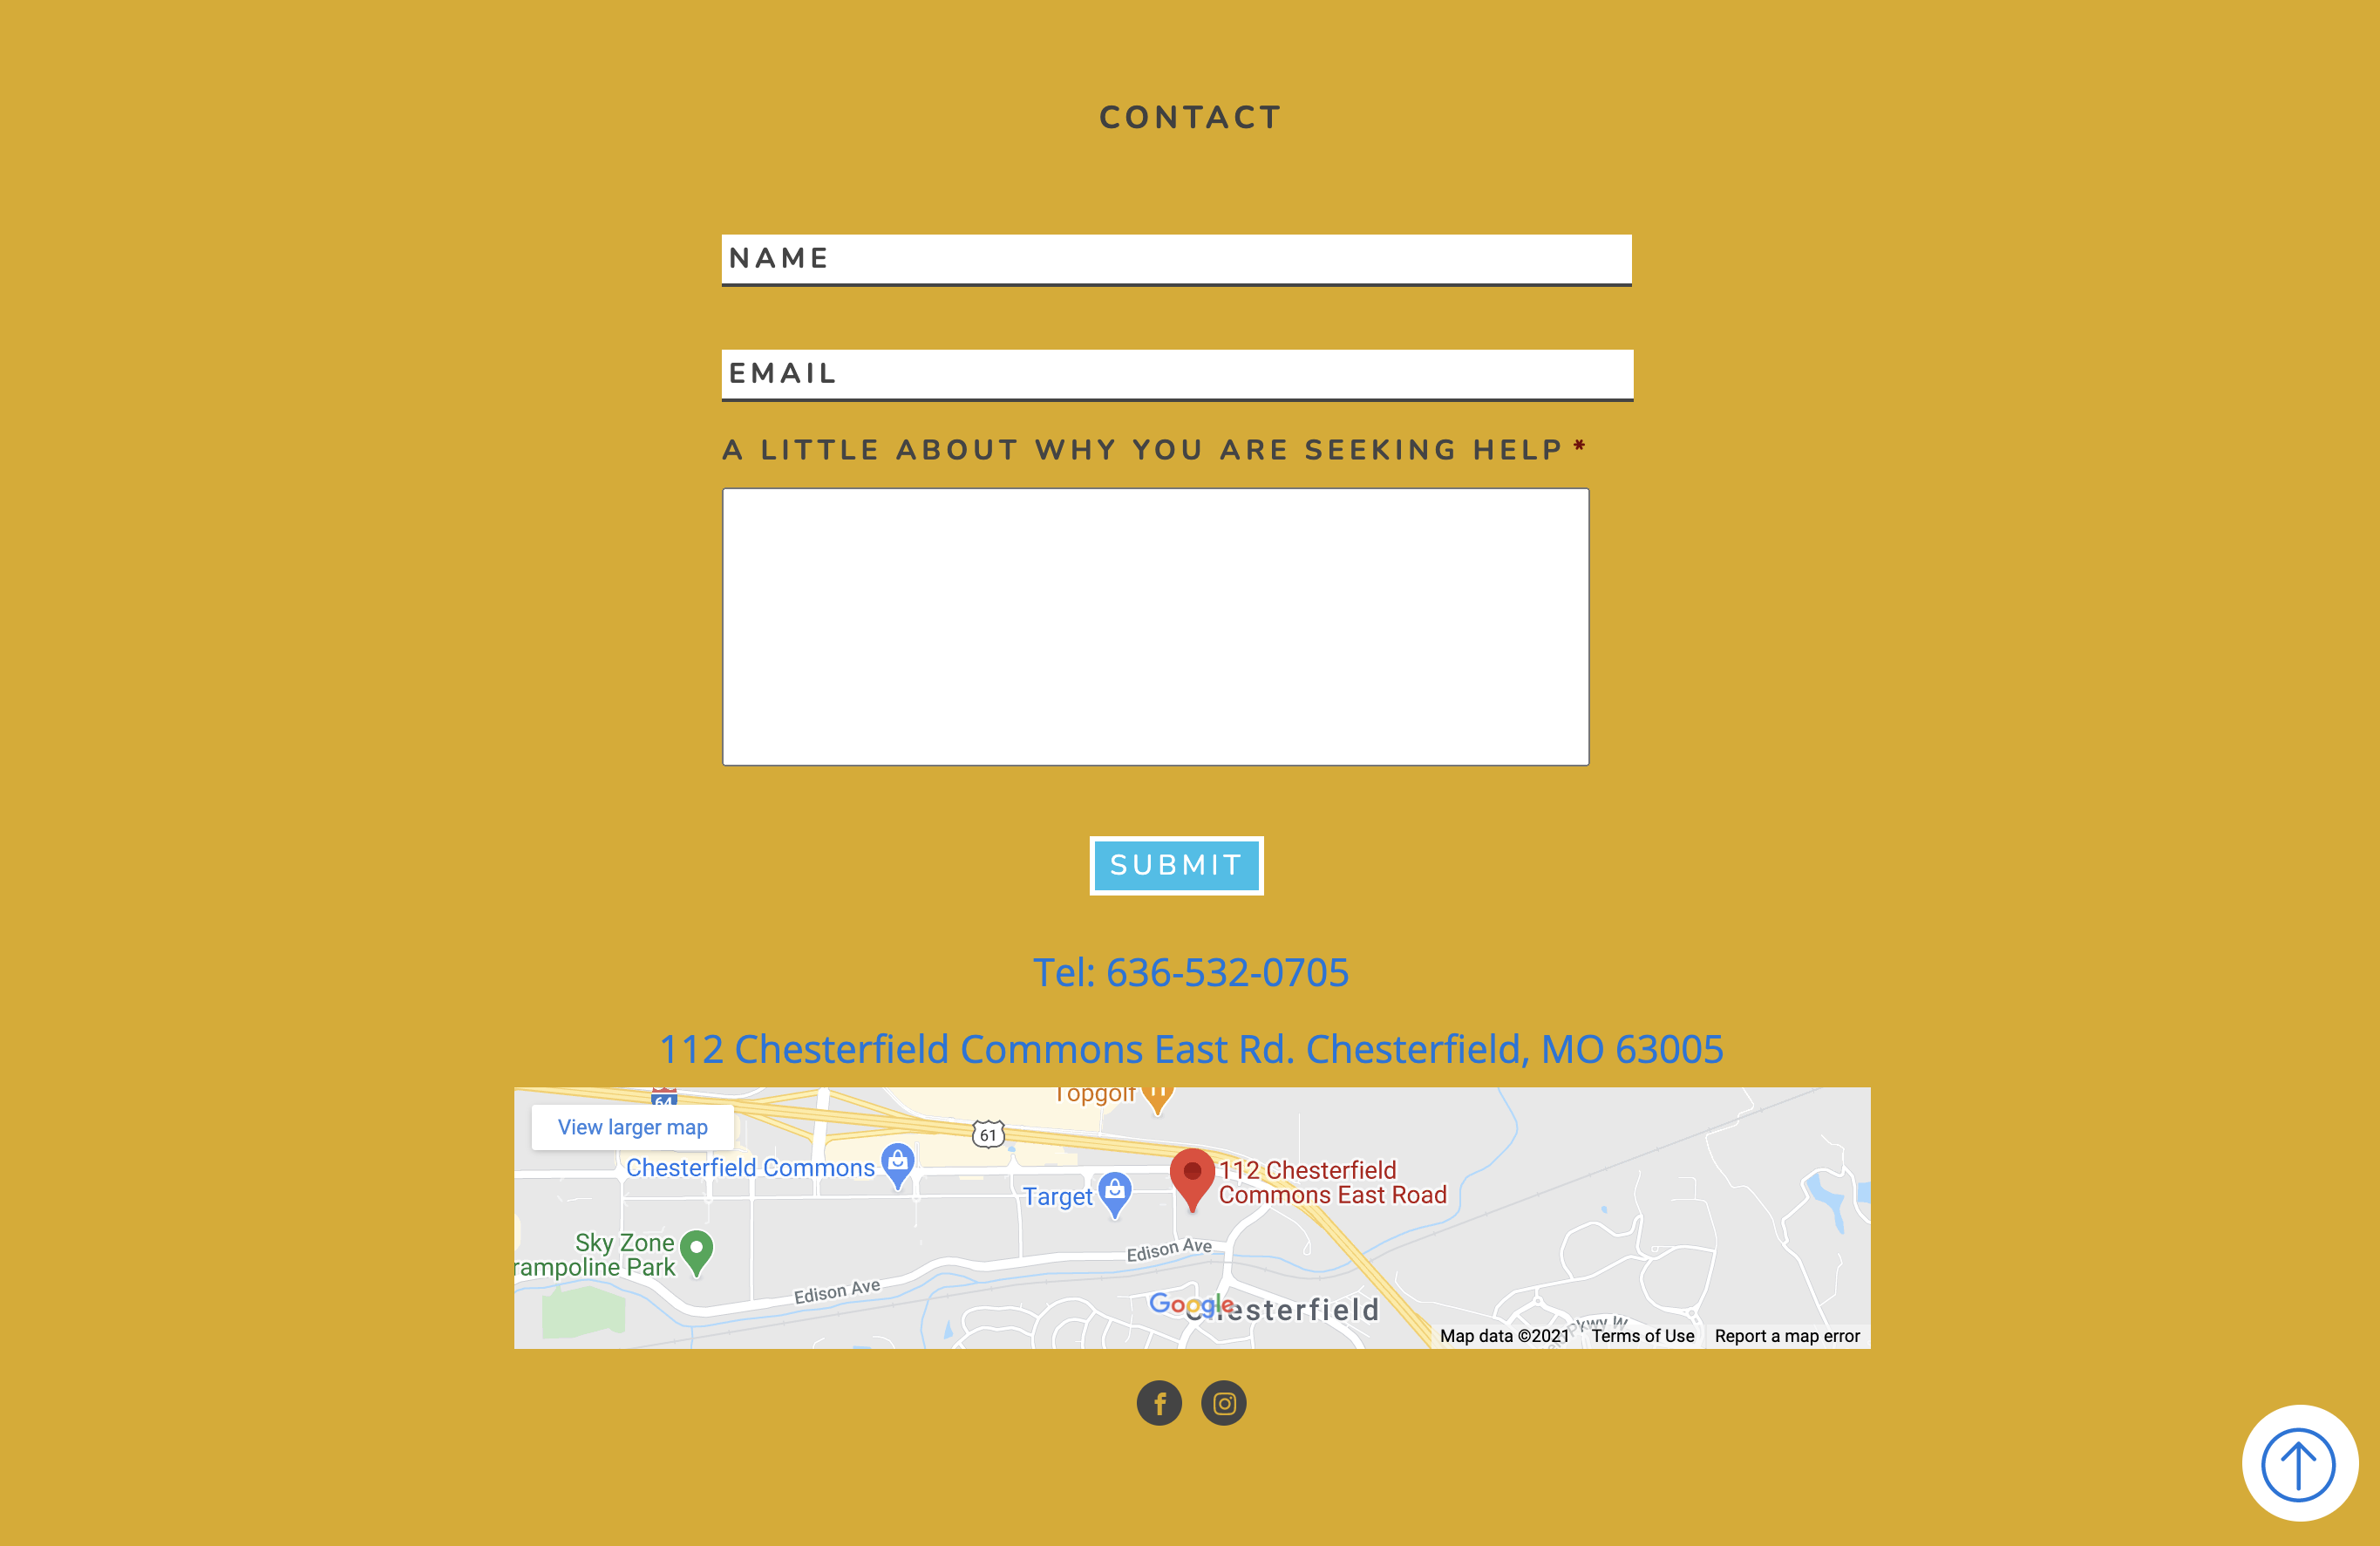 CONTACT
NAME
EMAIL
A LITTLE ABOUT WHY YOU ARE SEEKING HELP *
SUBMIT
Tel: 636-532-0705
112 Chesterfield Commons East Rd. Chesterfield, MO 63005
Topgolf
64
View larger map
61
Chesterfield Commons
112 Chesterfield
Commons East Road
Target
Sky Zone
rampoline Park
Edison Ave
Edison Ave
Google
Chesterfield
Pkwy W
Map data ©2021 Terms of Use Report a map error